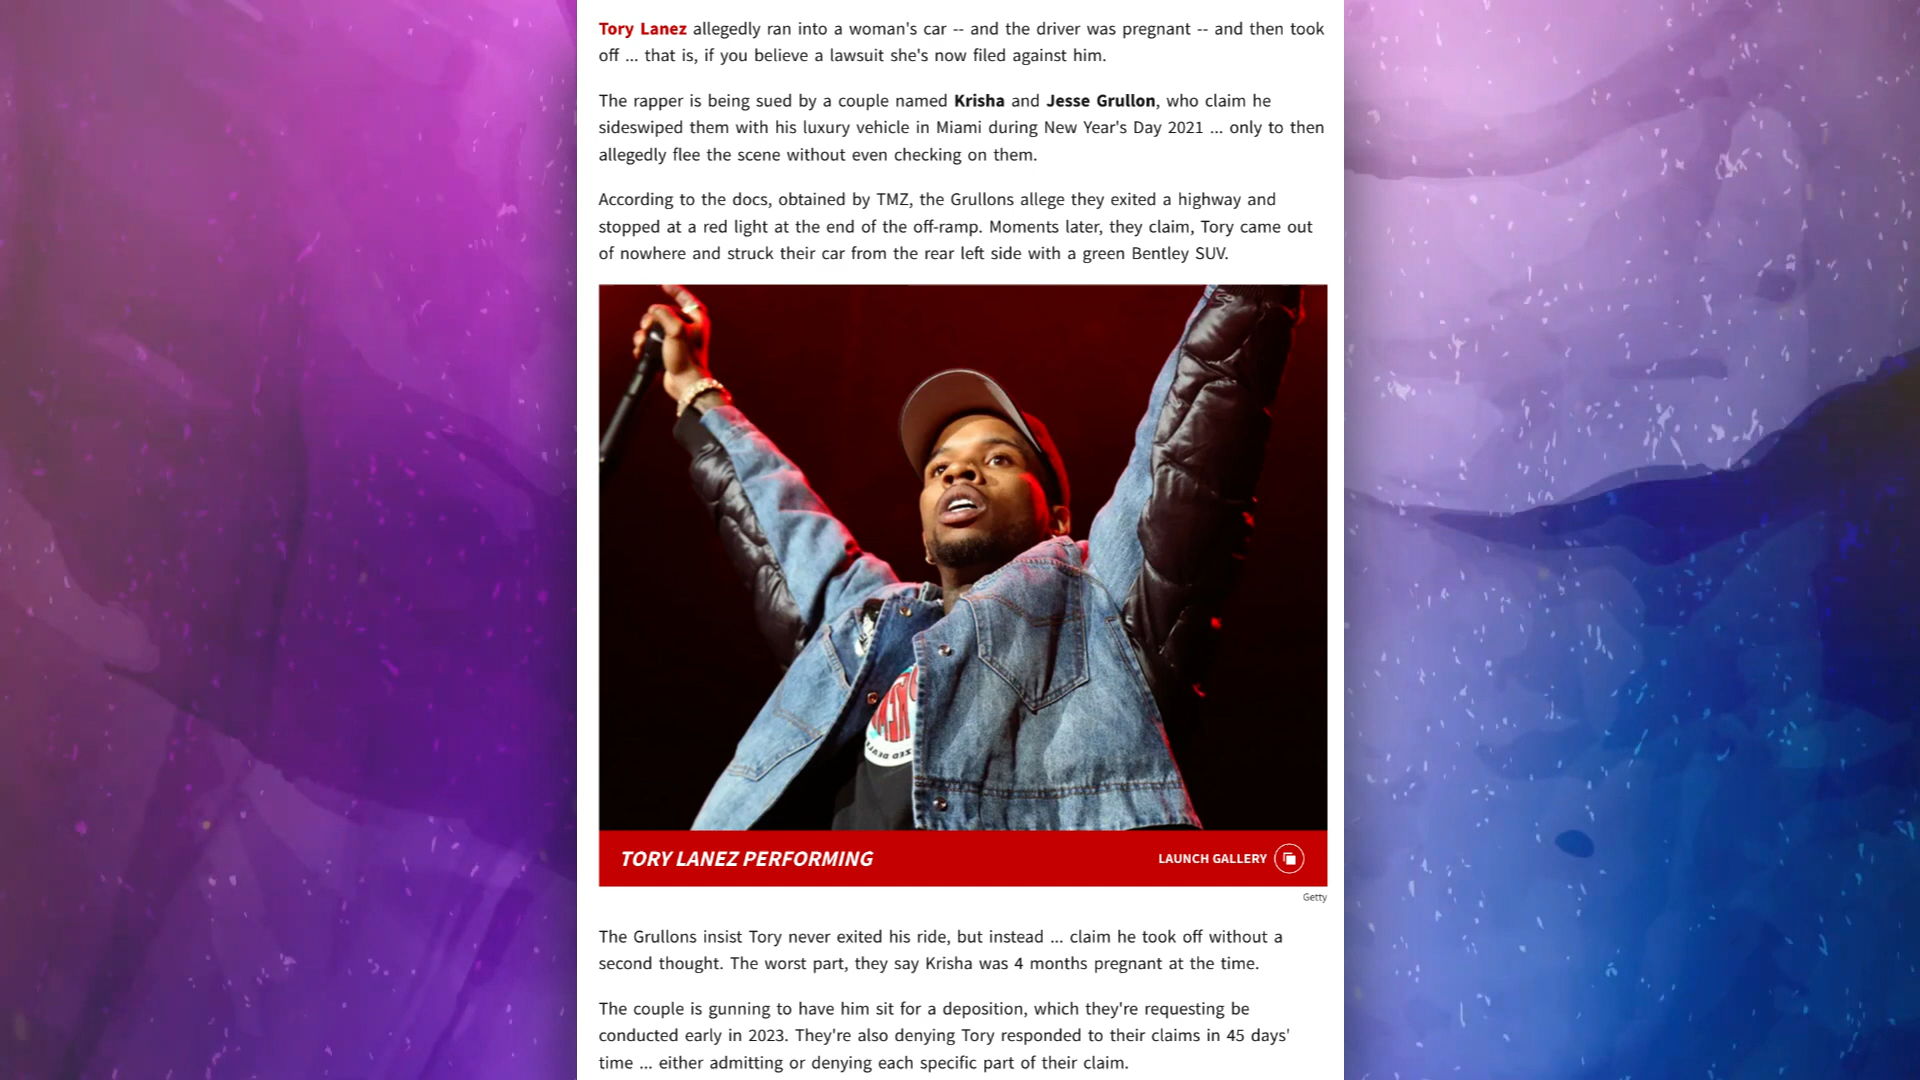 Tory Lanez allegedly ran into a woman's car -- and the driver was pregnant -- and then took
off ... that is, if you believe a lawsuit she's now filed against him.
The rapper is being sued by a couple named Krisha and Jesse Grullon, who claim he
sideswiped them with his luxury vehicle in Miami during New Year's Day 2021 ... only to then
allegedly flee the scene without even checking on them.
According to the docs, obtained by TMZ, the Grullons allege they exited a highway and
stopped at a red light at the end of the off-ramp. Moments later, they claim, Tory came out
of nowhere and struck their car from the rear left side with a green Bentley SUV.
TORY LANEZ PERFORMING
LAUNCH GALLERY
Getty
The Grullons insist Tory never exited his ride, but instead ... claim he took off without a
second thought. The worst part, they say Krisha was 4 months pregnant at the time.
The couple is gunning to have him sit for a deposition, which they're requesting be
conducted early in 2023. They're also denying Tory responded to their claims in 45 days'
time ... either admitting or denying each specific part of their claim.